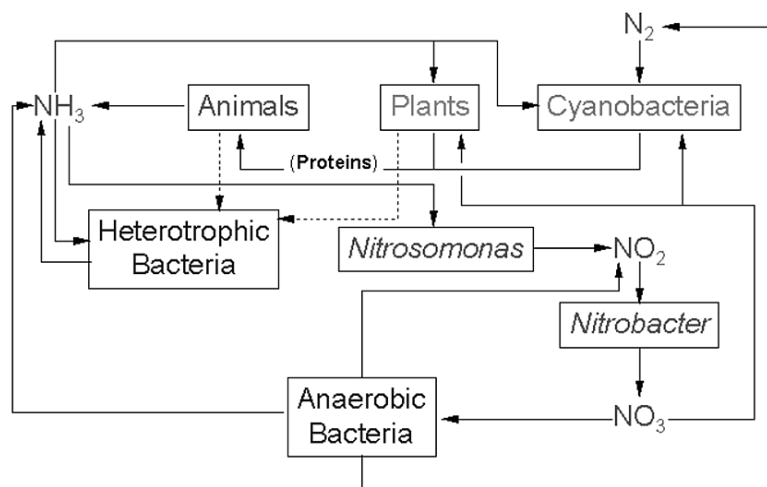 N₂
NH₃
Animals
Plants
Cyanobacteria
(Proteins)
Heterotrophic
Bacteria
Nitrosomonas
NO₂
Nitrobacter
Anaerobic
Bacteria
NO₃